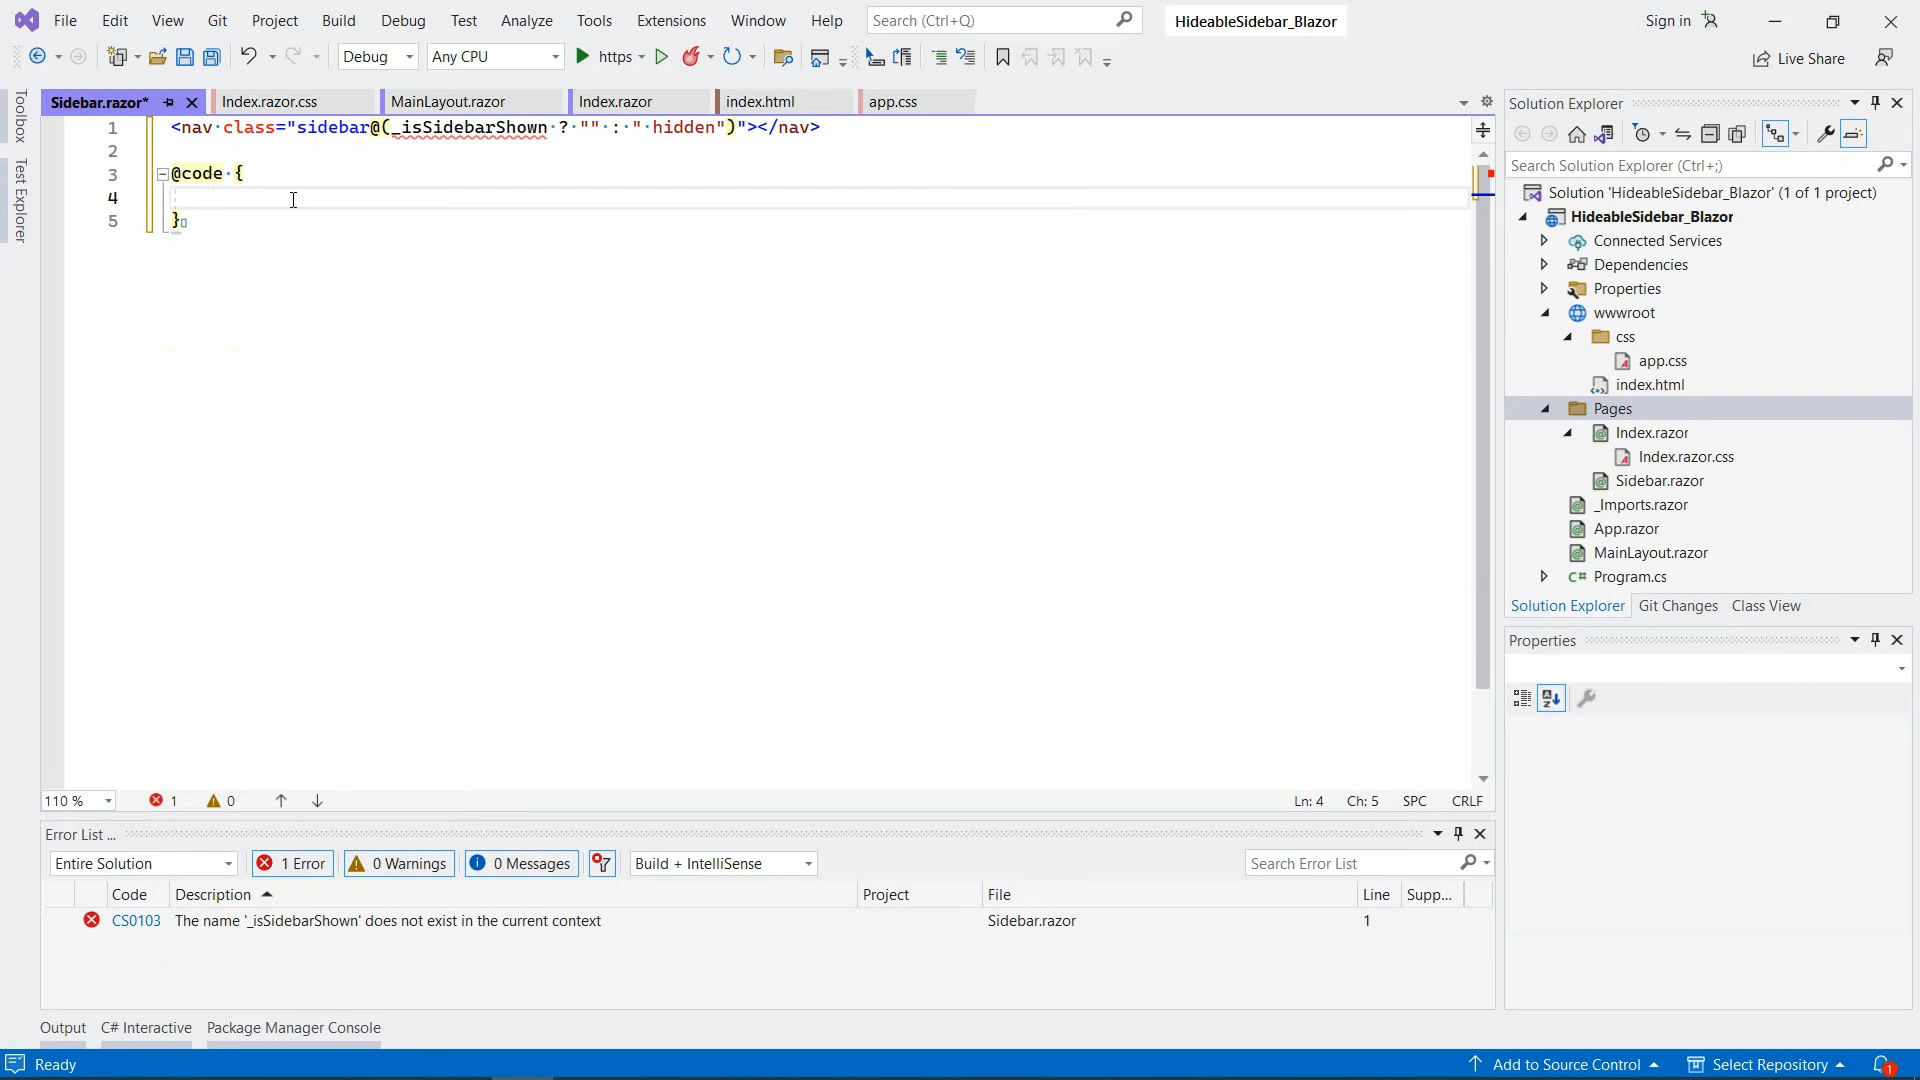 File Edit View Git Project Build Debug Test Analyze Tools Extensions Window Help Search (Ctrl+Q) HideableSidebar_Blazor Sign in
Debug Any CPU https Live Share
Toolbox
Test Explorer
Sidebar.razor* Index.razor.css MainLayout.razor Index.razor index.html app.css
1 <nav class="sidebar@(_isSidebarShown ? "" : " hidden")"></nav>
2
3 @code {
4
5 }
110 % 1 0 Ln: 4 Ch: 5 SPC CRLF
Error List ...
Entire Solution 1 Error 0 Warnings 0 Messages Build + IntelliSense Search Error List
Code Description Project File Line Supp...
CS0103 The name '_isSidebarShown' does not exist in the current context Sidebar.razor 1
Output C# Interactive Package Manager Console
Solution Explorer
Search Solution Explorer (Ctrl+;)
Solution 'HideableSidebar_Blazor' (1 of 1 project)
HideableSidebar_Blazor
Connected Services
Dependencies
Properties
wwwroot
css
app.css
index.html
Pages
Index.razor
Index.razor.css
Sidebar.razor
_Imports.razor
App.razor
MainLayout.razor
C# Program.cs
Solution Explorer Git Changes Class View
Properties
Ready Add to Source Control Select Repository 1